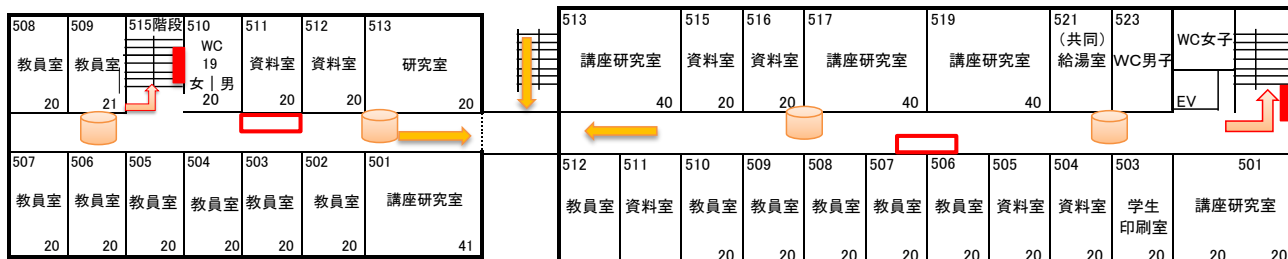 508 509 515階段 510 511 512 513
教員室 教員室 WC 19 女｜男 資料室 資料室 研究室
20 21 20 20 20 20
507 506 505 504 503 502 501
教員室 教員室 教員室 教員室 教員室 教員室 講座研究室
20 20 20 20 20 20 41
513 515 516 517 519 521 523
講座研究室 資料室 資料室 講座研究室 講座研究室 （共同）給湯室 WC男子 WC女子
40 20 20 40 40
EV
512 511 510 509 508 507 506 505 504 503 501
教員室 資料室 教員室 教員室 教員室 教員室 教員室 資料室 資料室 学生印刷室 講座研究室
20 20 20 20 20 20 20 20 20 20